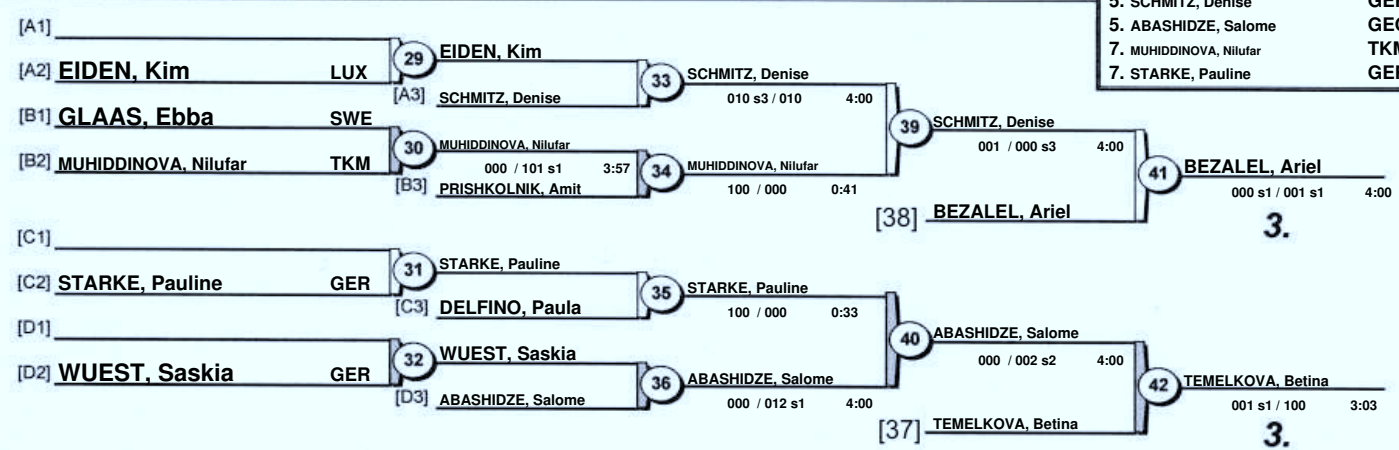 5. SCHMITZ, Denise
5. ABASHIDZE, Salome
7. MUHIDDINOVA, Nilufar TKM
7. STARKE, Pauline
[A1]
[A2] EIDEN, Kim LUX
29
EIDEN, Kim
[A3] SCHMITZ, Denise
33
SCHMITZ, Denise
010 s3 / 010 4:00
[B1] GLAAS, Ebba SWE
[B2] MUHIDDINOVA, Nilufar TKM
30
MUHIDDINOVA, Nilufar
000 / 101 s1 3:57
[B3] PRISHKOLNIK, Amit
34
MUHIDDINOVA, Nilufar
100 / 000 0:41
39
SCHMITZ, Denise
001 / 000 s3 4:00
[38] BEZALEL, Ariel
41
BEZALEL, Ariel
000 s1 / 001 s1 4:00
3.
[C1]
[C2] STARKE, Pauline GER
31
STARKE, Pauline
[C3] DELFINO, Paula
35
STARKE, Pauline
100 / 000 0:33
[D1]
[D2] WUEST, Saskia GER
32
WUEST, Saskia
[D3] ABASHIDZE, Salome
36
ABASHIDZE, Salome
000 / 012 s1 4:00
40
ABASHIDZE, Salome
000 / 002 s2 4:00
[37] TEMELKOVA, Betina
42
TEMELKOVA, Betina
001 s1 / 100 3:03
3.